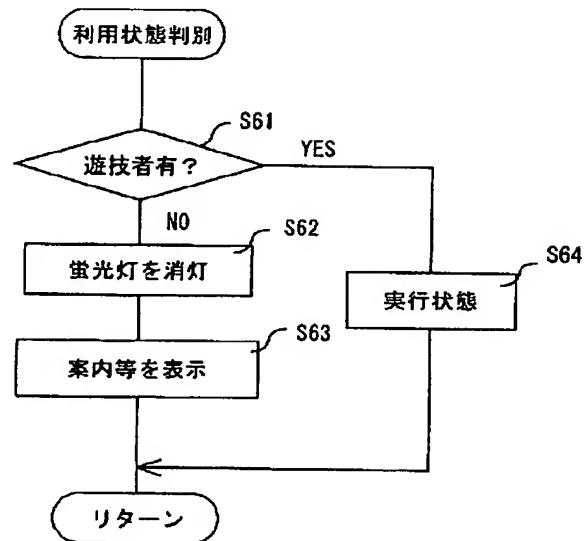 利用状態判別
S61
遊技者有?
YES
NO
S62
蛍光灯を消灯
S64
実行状態
S63
案内等を表示
リターン